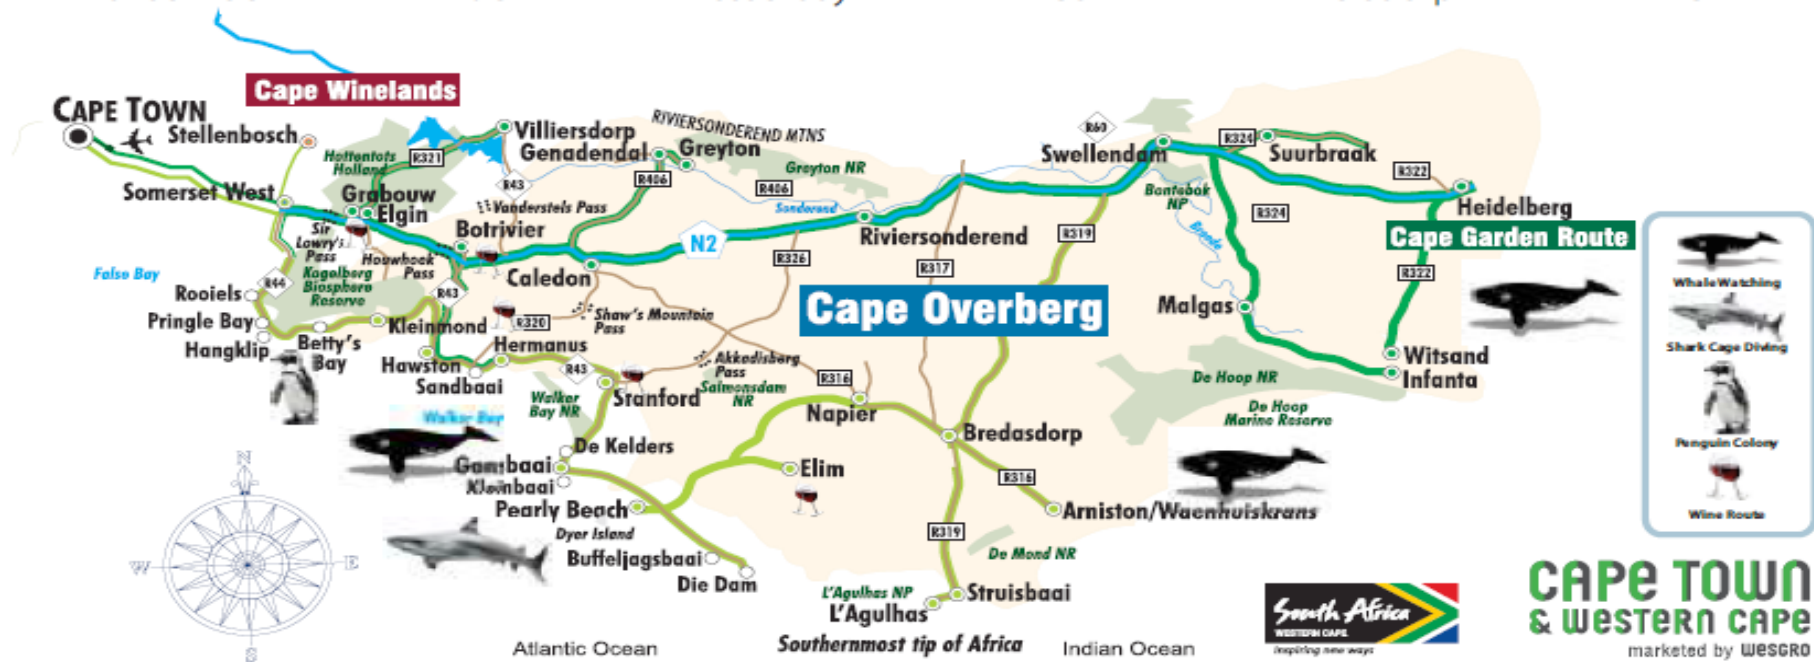 Cape Winelands
CAPE TOWN
Stellenbosch
Somerset West
Hottentots
Holland
R321
Villiersdorp
RIVIERSONDEREND MTNS
Genadendal
Greyton
Greyton NR
R406
R406
R43
Vanderstels Pass
Grabouw
Elgin
Sir
Lowry's
Pass
Houwhoek
Pass
Botrivier
Kogelberg
Biosphere
Reserve
False Bay
R44
Rooiels
Pringle Bay
Hangklip
Betty's
Bay
Kleinmond
R43
Caledon
N2
Sonderend
Riviersonderend
R326
R317
R319
R60
Swellendam
R324
Suurbraak
R322
Heidelberg
Bontebok
NP
R324
Breede
Cape Garden Route
R322
Cape Overberg
Malgas
Witsand
Infanta
De Hoop NR
De Hoop
Marine Reserve
R320
Shaw's Mountain
Pass
Hermanus
Hawston
Sandbaai
R43
Akkedisberg
Pass
Salmonsdam
NR
Stanford
Walker
Bay NR
Walker Bay
R316
Napier
Bredasdorp
De Kelders
Gansbaai
Kleinbaai
Elim
R316
Pearly Beach
Arniston/Waenhuiskrans
Dyer Island
Buffeljagsbaai
Die Dam
R319
De Mond NR
L'Agulhas NP
L'Agulhas
Struisbaai
Southernmost tip of Africa
Atlantic Ocean
Indian Ocean
N
W
E
S
Whale Watching
Shark Cage Diving
Penguin Colony
Wine Route
South Africa
WESTERN CAPE
Inspiring new ways
CAPE TOWN
& WESTERN CAPE
marketed by WESGRO